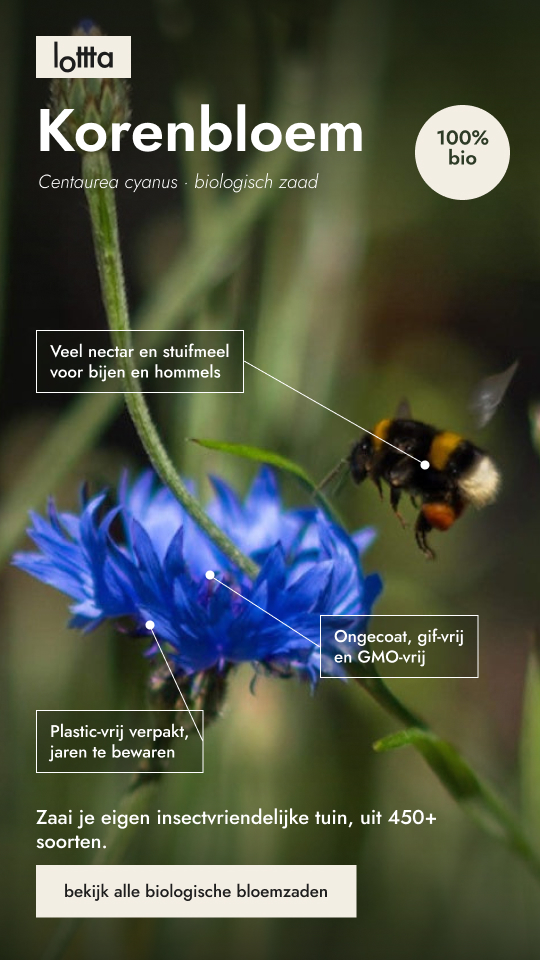 lottta
Korenbloem
100%
bio
Centaurea cyanus · biologisch zaad
Veel nectar en stuifmeel
voor bijen en hommels
Ongecoat, gif-vrij
en GMO-vrij
Plastic-vrij verpakt,
jaren te bewaren
Zaai je eigen insectvriendelijke tuin, uit 450+
soorten.
bekijk alle biologische bloemzaden